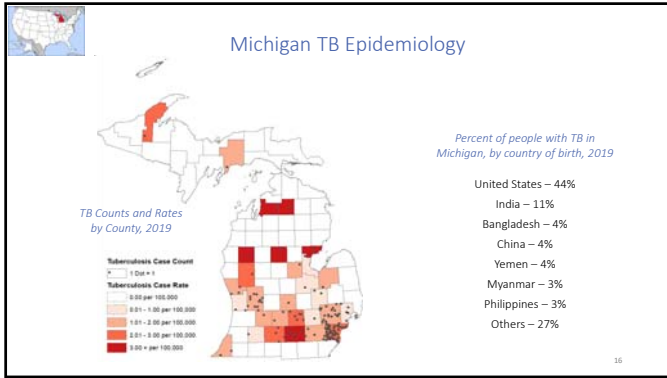 Michigan TB Epidemiology
Percent of people with TB in
Michigan, by country of birth, 2019
United States – 44%
India – 11%
Bangladesh – 4%
China – 4%
Yemen – 4%
Myanmar – 3%
Philippines – 3%
Others – 27%
TB Counts and Rates
by County, 2019
Tuberculosis Case Count
1 Dot = 1
Tuberculosis Case Rate
0.00 per 100,000
0.01 - 1.00 per 100,000
1.01 - 2.00 per 100,000
2.01 - 3.00 per 100,000
3.00 + per 100,000
16